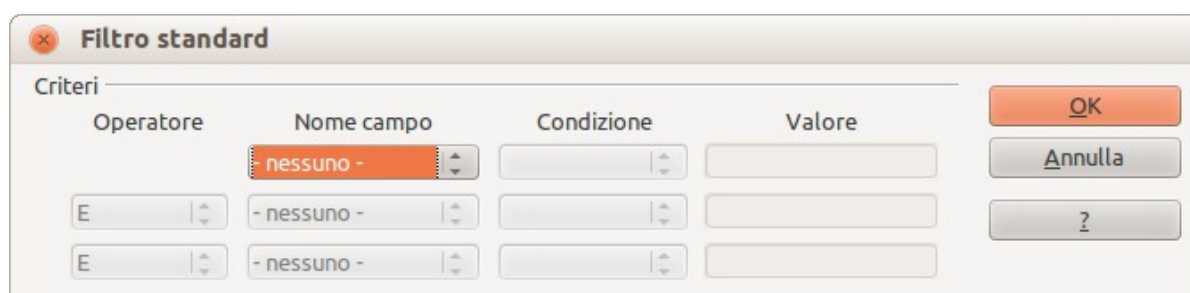 Filtro standard
Criteri
Operatore Nome campo Condizione Valore
- nessuno -
E - nessuno -
E - nessuno -
OK
Annulla
?